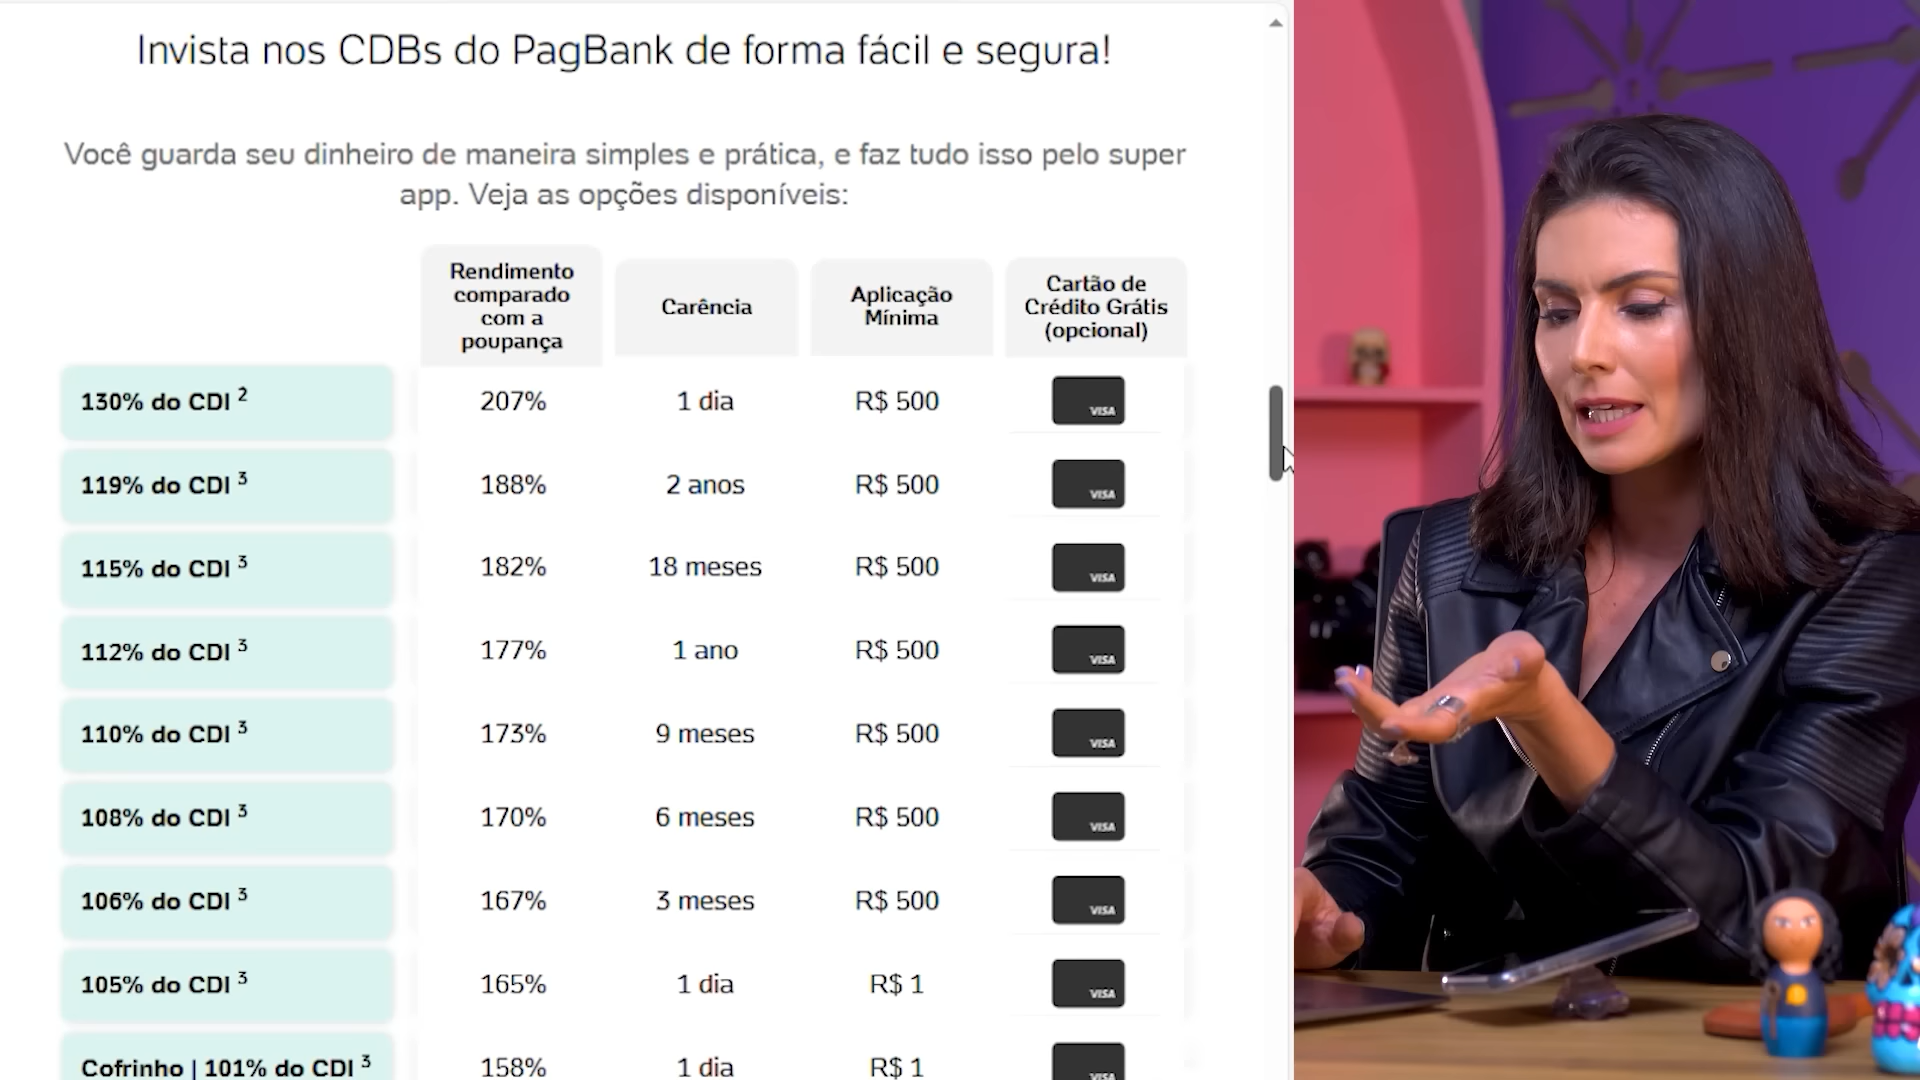 Invista nos CDBs do PagBank de forma fácil e segura!
Você guarda seu dinheiro de maneira simples e prática, e faz tudo isso pelo super
app. Veja as opções disponíveis:
Rendimento
comparado
com a
poupança
Carência
Aplicação
Mínima
Cartão de
Crédito Grátis
(opcional)
130% do CDI ² 207% 1 dia R$ 500 VISA
119% do CDI ³ 188% 2 anos R$ 500 VISA
115% do CDI ³ 182% 18 meses R$ 500 VISA
112% do CDI ³ 177% 1 ano R$ 500 VISA
110% do CDI ³ 173% 9 meses R$ 500 VISA
108% do CDI ³ 170% 6 meses R$ 500 VISA
106% do CDI ³ 167% 3 meses R$ 500 VISA
105% do CDI ³ 165% 1 dia R$ 1 VISA
Cofrinho | 101% do CDI ³ 158% 1 dia R$ 1 VISA